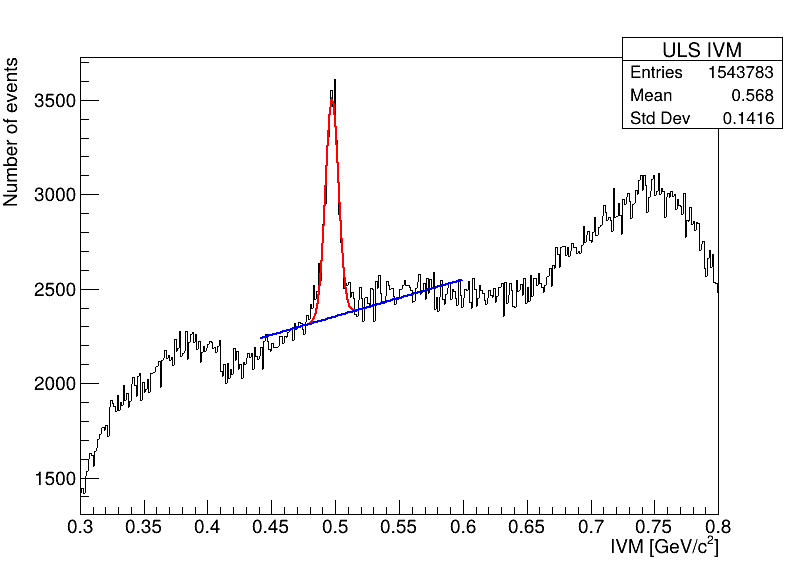 ULS IVM
Entries 1543783
Mean 0.568
Std Dev 0.1416
Number of events
3500
3000
2500
2000
1500
0.3 0.35 0.4 0.45 0.5 0.55 0.6 0.65 0.7 0.75 0.8
IVM [GeV/c²]